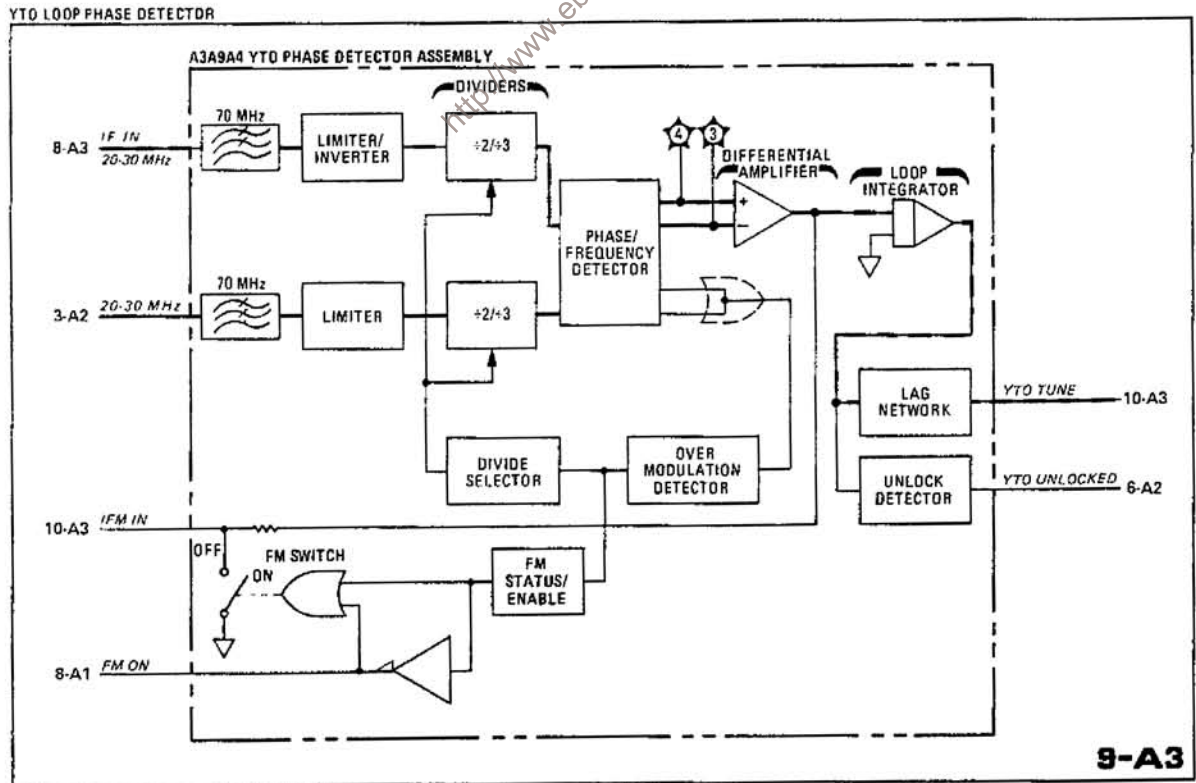 YTO LOOP PHASE DETECTOR
A3A9A4 YTO PHASE DETECTOR ASSEMBLY
http://www.eb
DIVIDERS
8-A3
IF IN
20-30 MHz
70 MHz
LIMITER/
INVERTER
÷2/÷3
4
3
DIFFERENTIAL
AMPLIFIER
+
−
LOOP
INTEGRATOR
PHASE/
FREQUENCY
DETECTOR
3-A2
20-30 MHz
70 MHz
LIMITER
÷2/÷3
LAG
NETWORK
YTO TUNE
10-A3
DIVIDE
SELECTOR
OVER
MODULATION
DETECTOR
UNLOCK
DETECTOR
YTO UNLOCKED
6-A2
10-A3
IFM IN
OFF
FM SWITCH
ON
FM
STATUS/
ENABLE
8-A1
FM ON
9-A3